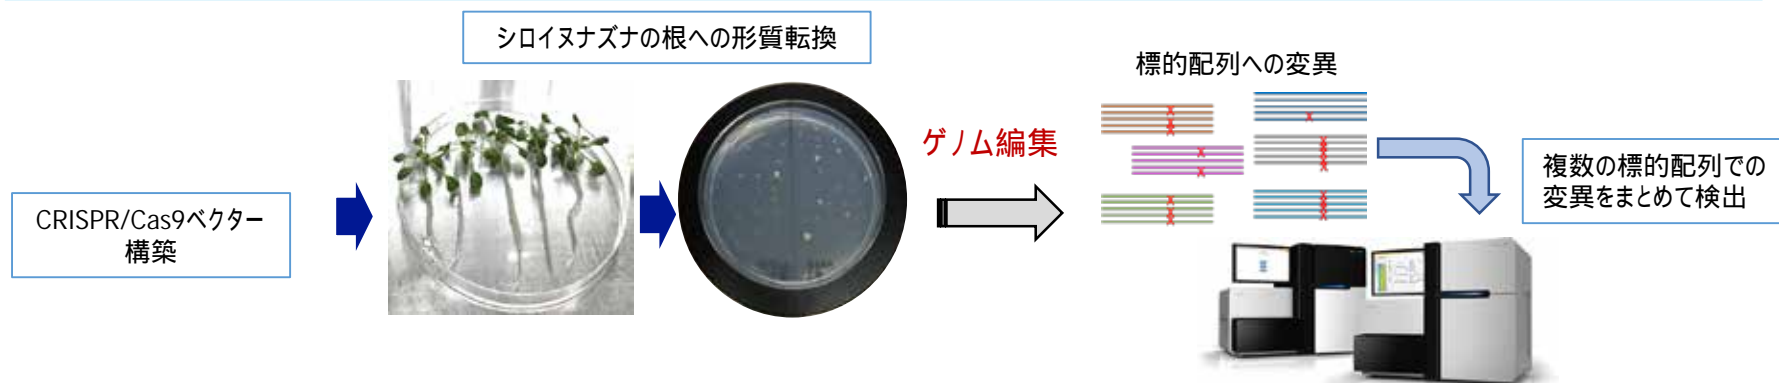 シロイヌナズナの根への形質転換
標的配列への変異
ゲノム編集
CRISPR/Cas9ベクター
構築
複数の標的配列での
変異をまとめて検出